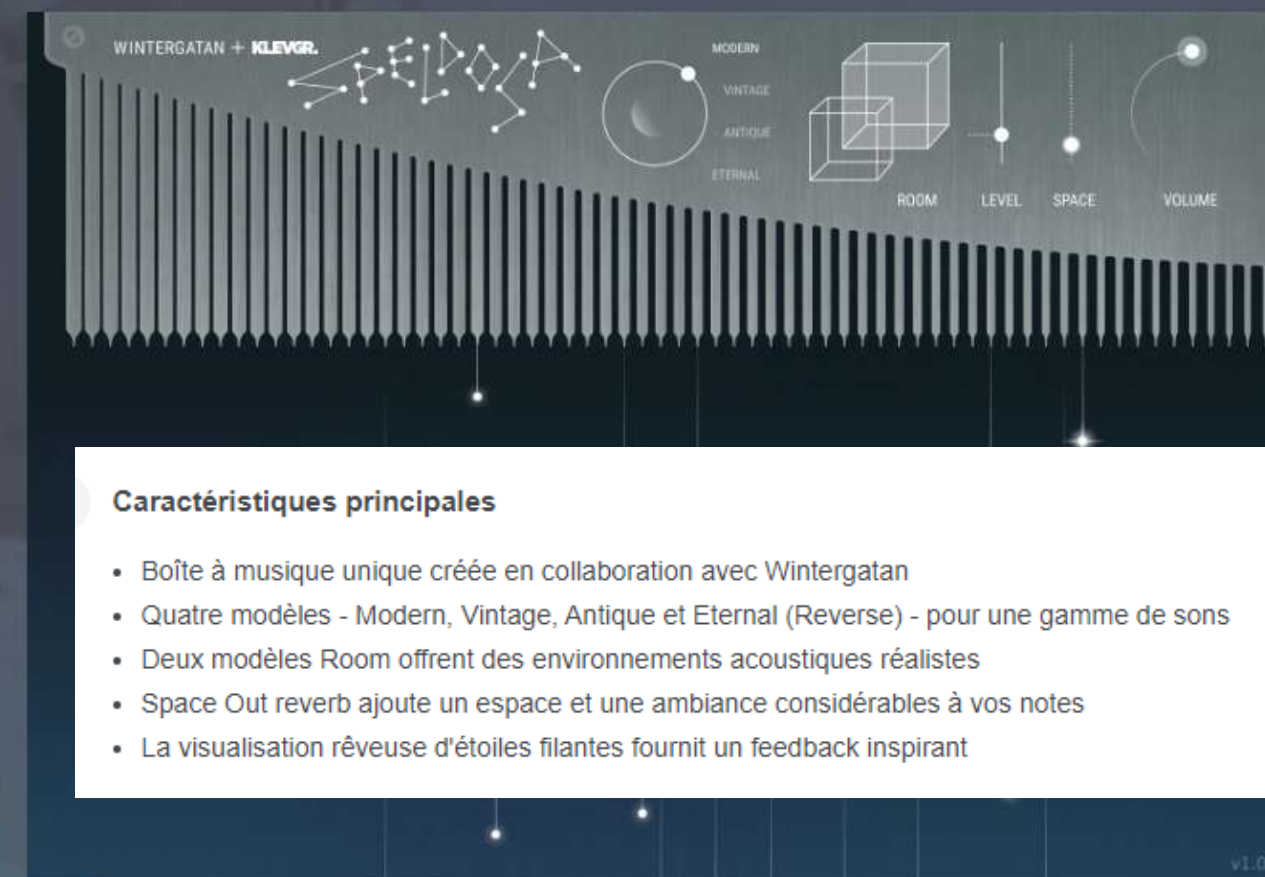 WINTERGATAN + KLEVGR.
SPELDOSA
MODERN
VINTAGE
ANTIQUE
ETERNAL
ROOM LEVEL SPACE VOLUME
Caractéristiques principales
• Boîte à musique unique créée en collaboration avec Wintergatan
• Quatre modèles - Modern, Vintage, Antique et Eternal (Reverse) - pour une gamme de sons
• Deux modèles Room offrent des environnements acoustiques réalistes
• Space Out reverb ajoute un espace et une ambiance considérables à vos notes
• La visualisation rêveuse d'étoiles filantes fournit un feedback inspirant
v1.0